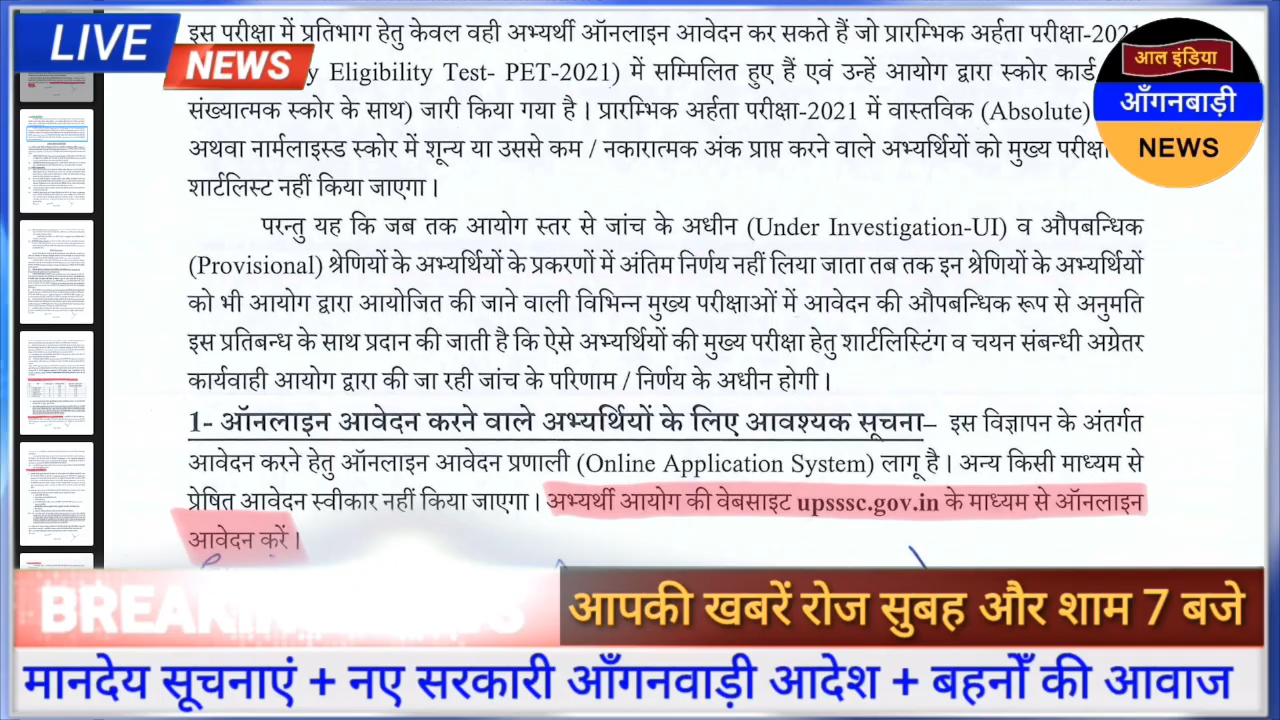 LIVE
NEWS
आल इंडिया
आँगनबाड़ी
NEWS
इस परीक्षा में प्रतिभाग हेतु केवल वही अभ्यर्थी ऑनलाइन आवेदन कर सकते हैं जो प्रारम्भिक अर्हता परीक्षा-2021
Eligibility Test- PET-2021) में सम्मिलित हुए हैं एवं उन्हें आयोग द्वारा स्कोर कार्ड
संख्यात्मक स्कोर के साथ) जारी किया गया है। प्रारम्भिक अर्हता परीक्षा-2021 में वास्तविक (Absolute)
अथवा नार्मलाइज्ड स्कोर में शून्य या उससे कम / नकारात्मक अंक प्राप्त करने वाले अभ्यर्थियों को मुख्य परीक्षा
शार्टलिस्ट नहीं किया जाएगा।
परन्तु यह कि जब तक आयोग स्तर से जांच के अधीन (Under Investigation-UI) व औपबन्धिक
(Provisional) श्रेणियों के अभ्यर्थियों के प्रकरण में अंतिम निर्णय न ले लिया जाय तब तक इन श्रेणियों के अभ्यर्थियों
को भी आयोग द्वारा आयोजित की जाने वाली विभिन्न मुख्य परीक्षाओं में आवेदन की औपबन्धिक रूप से अनुमति
इस प्रतिबन्ध के साथ प्रदान की जाती है कि ऐसे अभ्यर्थियों की मुख्य परीक्षा हेतु शार्टलिस्टिंग व चयन संबन्धी अग्रेतर
कार्यवाही आयोग द्वारा की जा रही जांच के परिणाम / निर्णय के अधीन होगी।
1- ऑनलाइन आवेदन करने वाले अभ्यर्थियों के लिए आवश्यक सूचना– इस विज्ञापन के अंतर्गत
आवेदन करने हेतु ऑनलाइन आवेदन प्रणाली (Online Application System) लागू है। अन्य किसी माध्यम से
प्रेषित आवेदन स्वीकार नहीं किया जाएगा। अभ्यर्थी आयोग की वेबसाइट upsssc.gov.in के माध्यम से ऑनलाइन
आवेदन करें।
आपकी खबरें रोज सुबह और शाम 7 बजे
मानदेय सूचनाएं + नए सरकारी आँगनवाड़ी आदेश + बहनोँ की आवाज